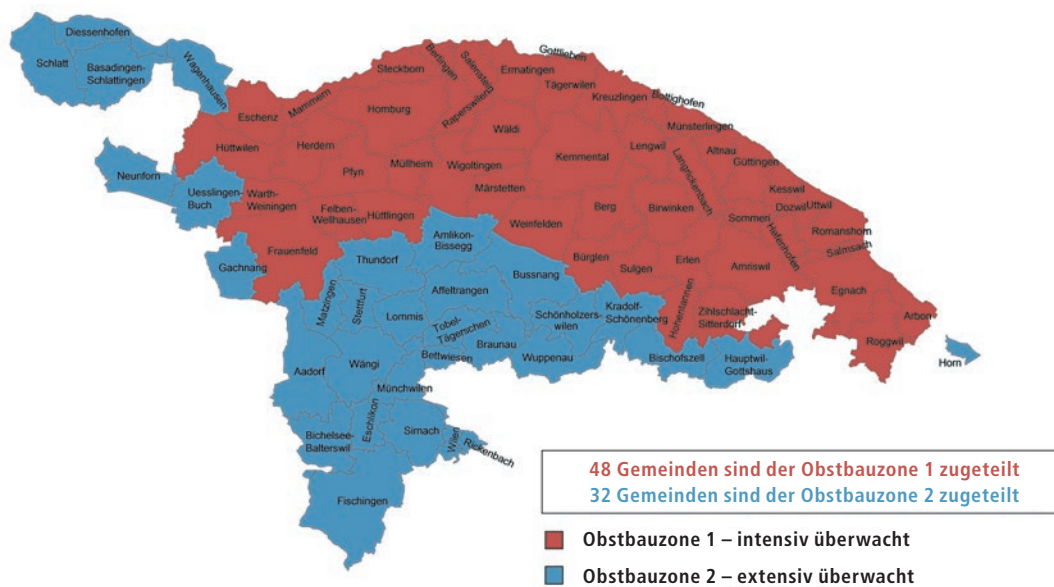 Diessenhofen
Schlatt
Basadingen-
Schlattingen
Wagenhausen
Neunforn
Uesslingen-
Buch
Gachnang
Eschenz
Mammern
Steckborn
Berlingen
Salenstein
Raperswilen
Ermatingen
Gottlieben
Tägerwilen
Kreuzlingen
Bottighofen
Münsterlingen
Homburg
Hüttwilen
Herdern
Pfyn
Müllheim
Wigoltingen
Wäldi
Kemmental
Lengwil
Langrickenbach
Altnau
Güttingen
Kesswil
Dozwil
Uttwil
Romanshorn
Salmsach
Hefenhofen
Sommeri
Warth-
Weiningen
Felben-
Wellhausen
Hüttlingen
Märstetten
Weinfelden
Berg
Birwinken
Frauenfeld
Bürglen
Sulgen
Erlen
Amriswil
Hohentannen
Zihlschlacht-
Sitterdorf
Egnach
Arbon
Roggwil
Horn
Amlikon-
Bissegg
Thundorf
Bussnang
Matzingen
Stettfurt
Affeltrangen
Lommis
Tobel-
Tägerschen
Schönholzers-
wilen
Kradolf-
Schönenberg
Braunau
Wuppenau
Bischofszell
Hauptwil-
Gottshaus
Bettwiesen
Aadorf
Wängi
Münchwilen
Eschlikon
Sirnach
Wilen
Rickenbach
Bichelsee-
Balterswil
Fischingen
48 Gemeinden sind der Obstbauzone 1 zugeteilt
32 Gemeinden sind der Obstbauzone 2 zugeteilt
Obstbauzone 1 – intensiv überwacht
Obstbauzone 2 – extensiv überwacht